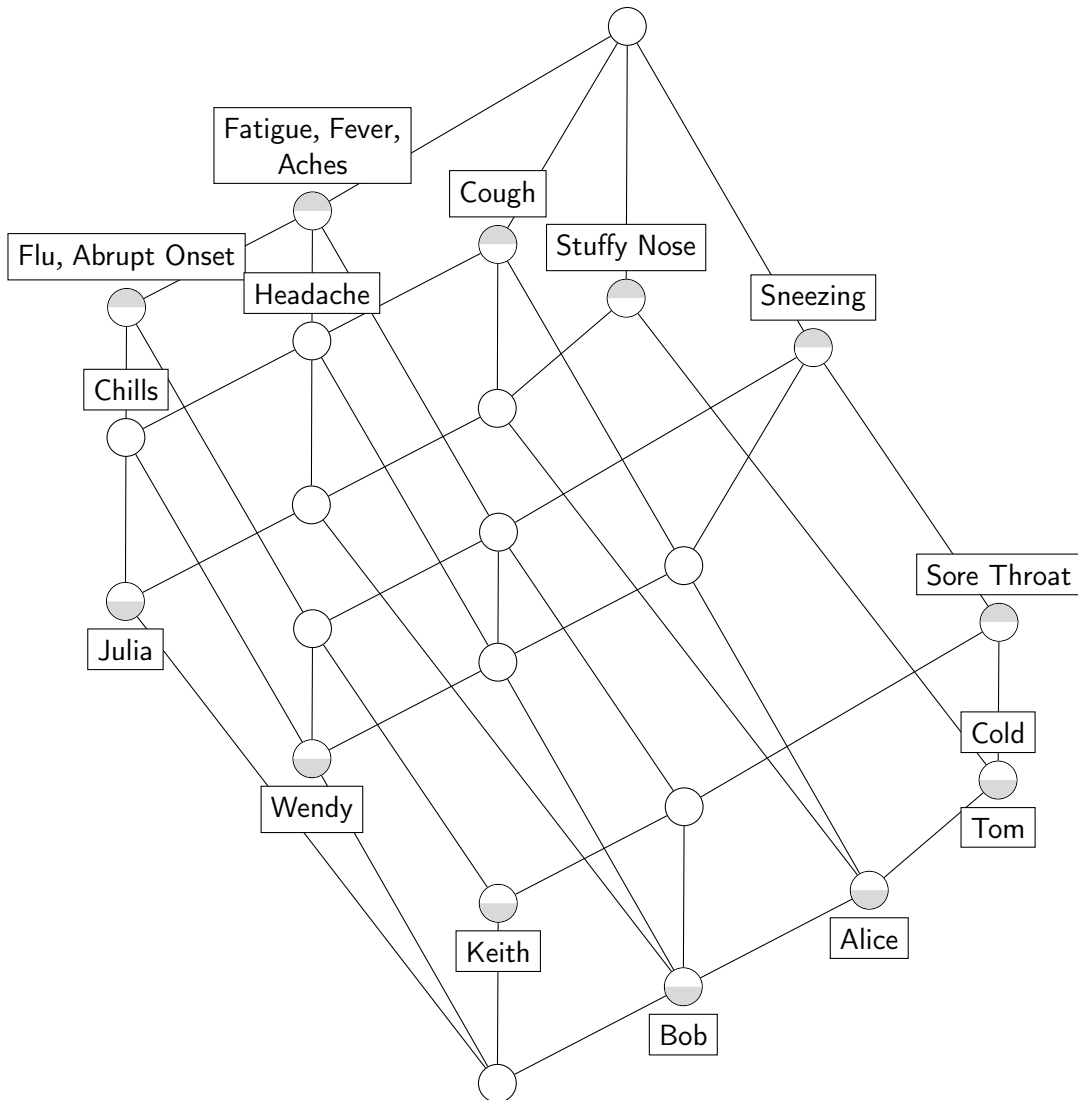 Fatigue, Fever,
Aches
Cough
Stuffy Nose
Flu, Abrupt Onset
Headache
Sneezing
Chills
Sore Throat
Julia
Cold
Wendy
Tom
Keith
Alice
Bob